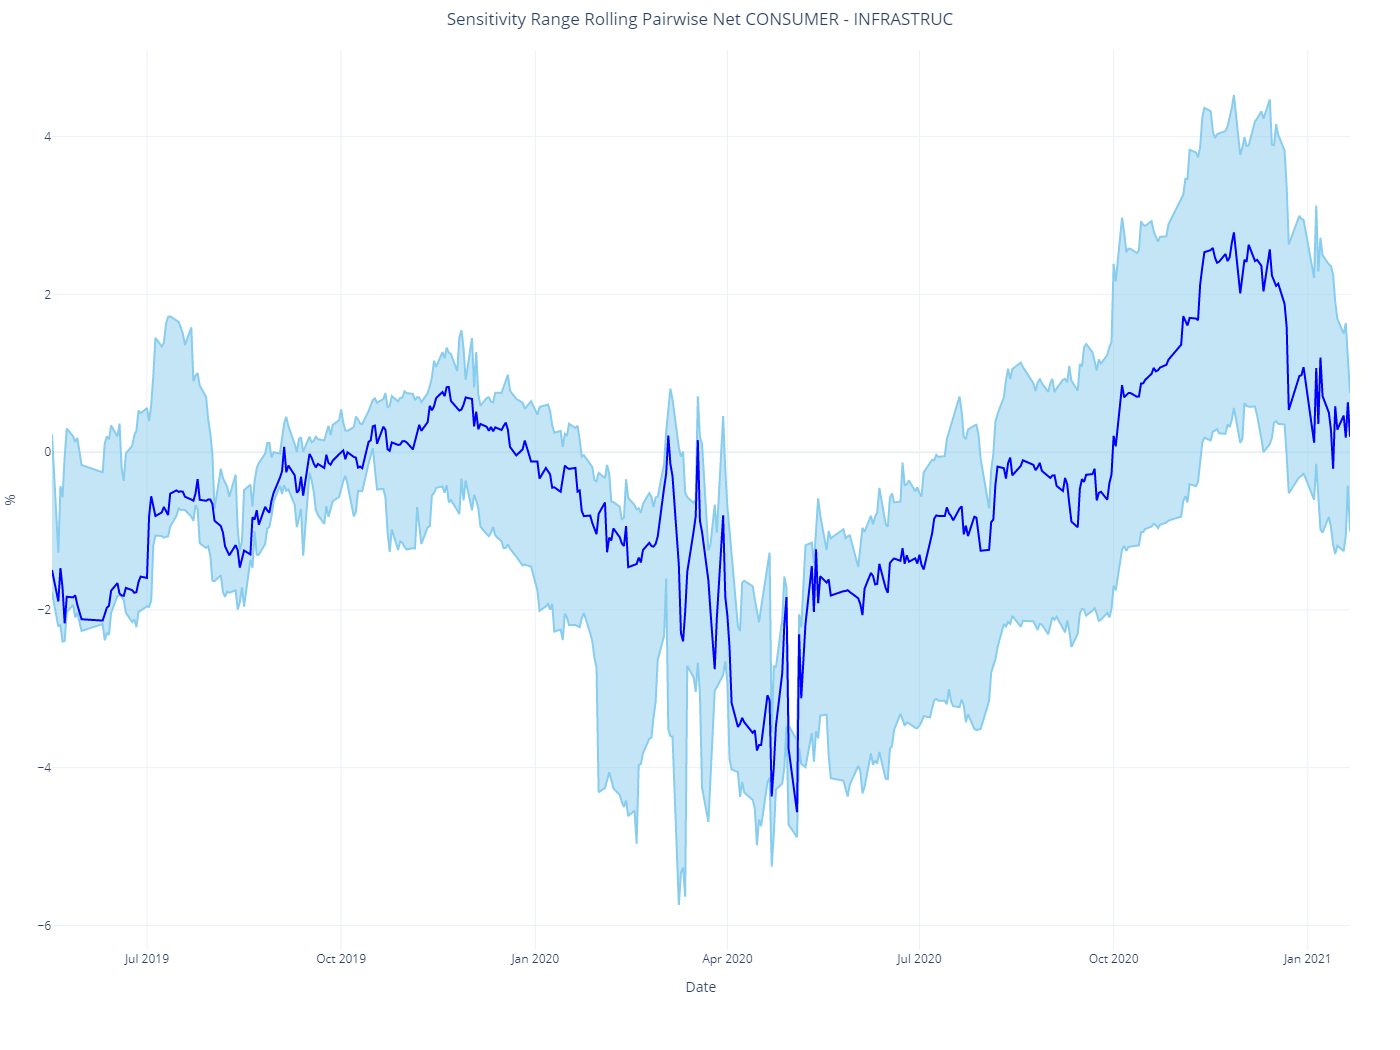 Sensitivity Range Rolling Pairwise Net CONSUMER - INFRASTRUC
%
4
2
0
−2
−4
−6
Jul 2019
Oct 2019
Jan 2020
Apr 2020
Jul 2020
Oct 2020
Jan 2021
Date